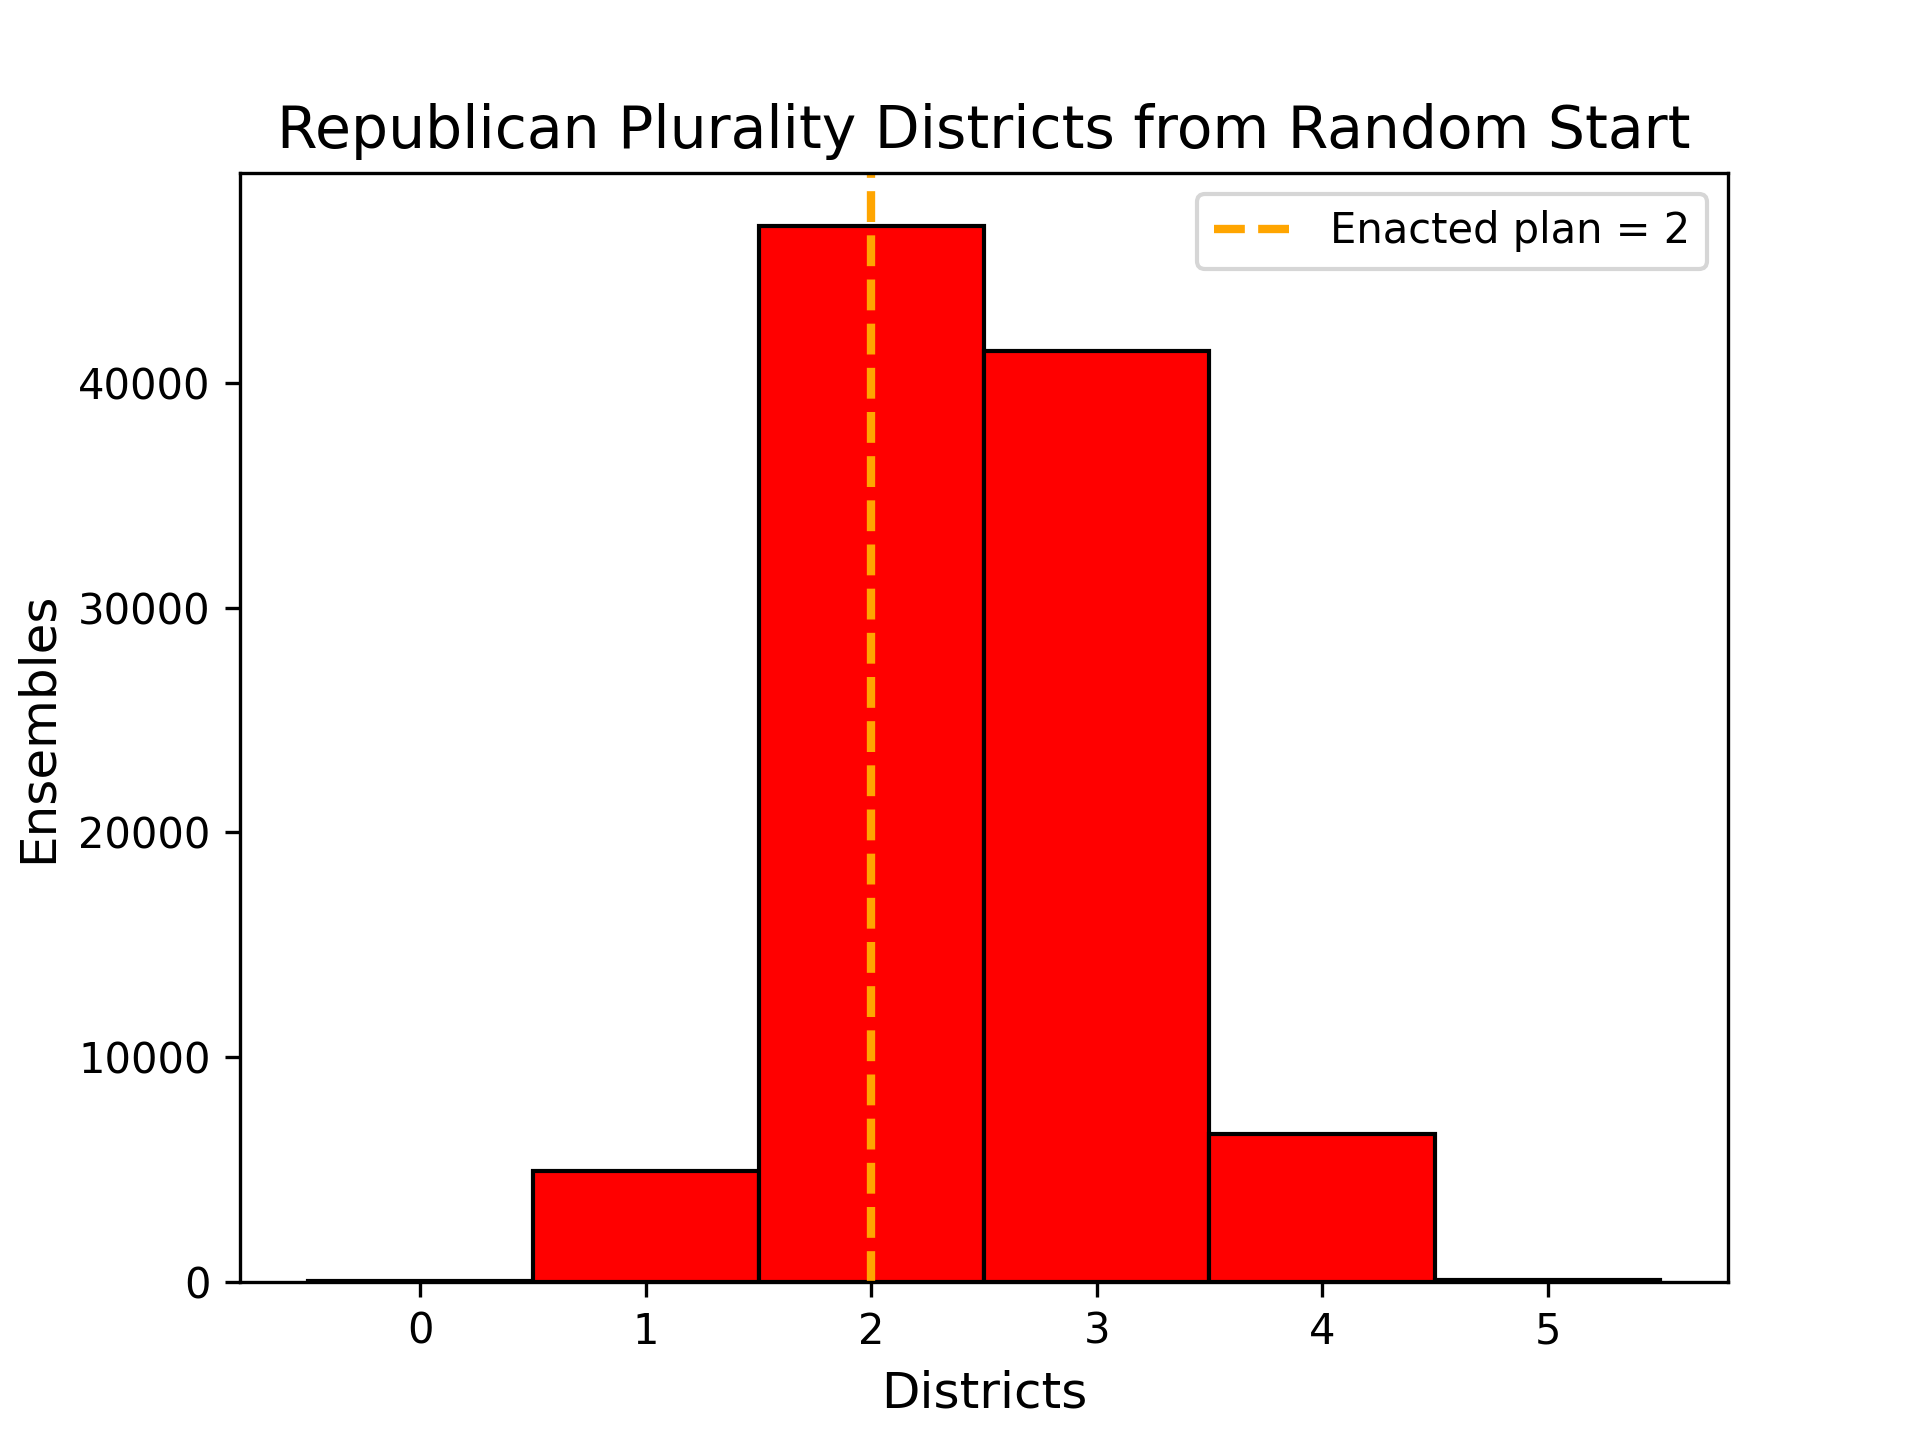 Republican Plurality Districts from Random Start
Enacted plan = 2
Ensembles
40000
30000
20000
10000
0
0 1 2 3 4 5
Districts